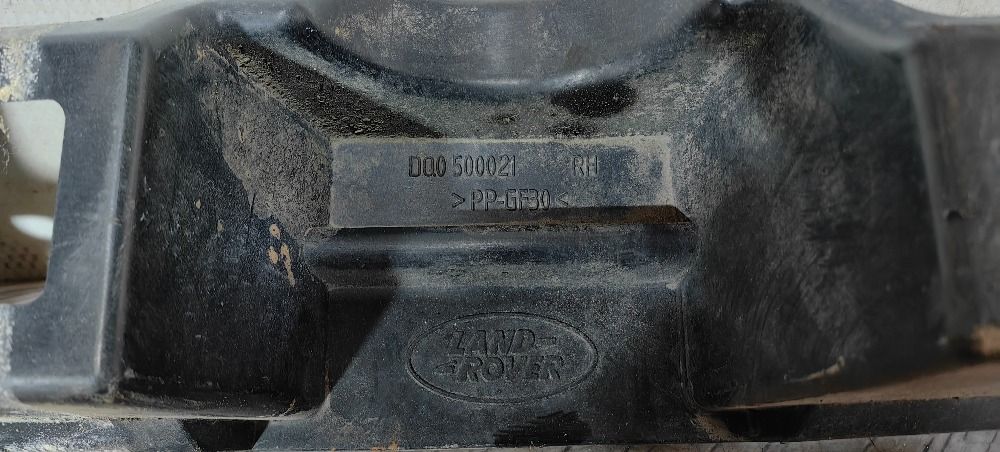 DQ0 500021 RH
>PP-GF30<
LAND-
ROVER